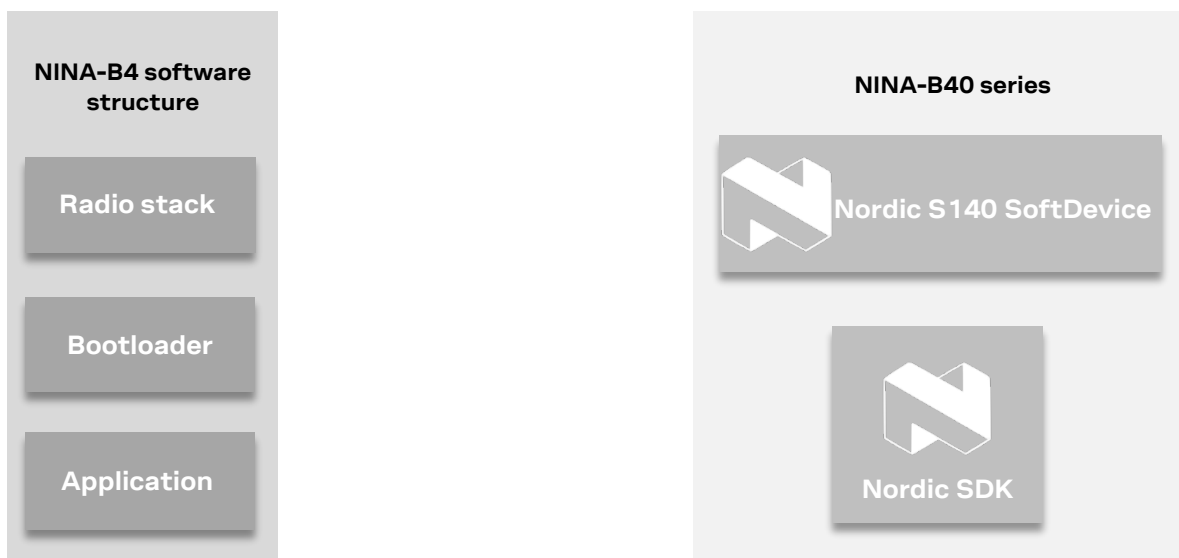 NINA-B4 software
structure
Radio stack
Bootloader
Application
NINA-B40 series
Nordic S140 SoftDevice
Nordic SDK